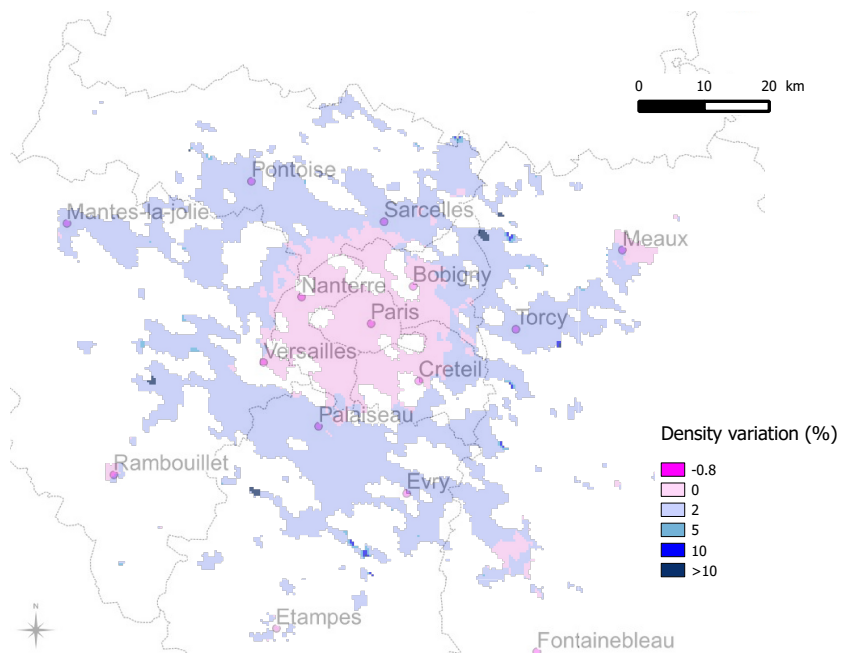 0 10 20 km
Pontoise
Mantes-la-jolie
Sarcelles
Meaux
Bobigny
Nanterre
Paris
Torcy
Versailles
Creteil
Palaiseau
Rambouillet
Evry
Etampes
Fontainebleau
Density variation (%)
-0.8
0
2
5
10
>10
N